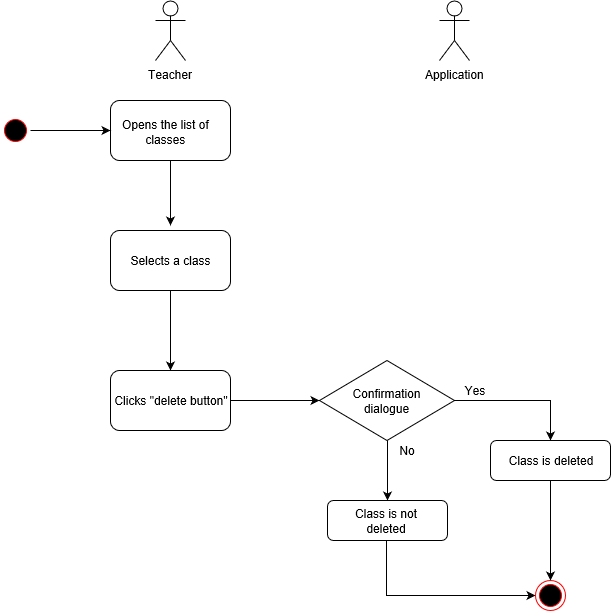 Teacher
Application
Opens the list of
classes
Selects a class
Clicks "delete button"
Confirmation
dialogue
Yes
No
Class is deleted
Class is not
deleted